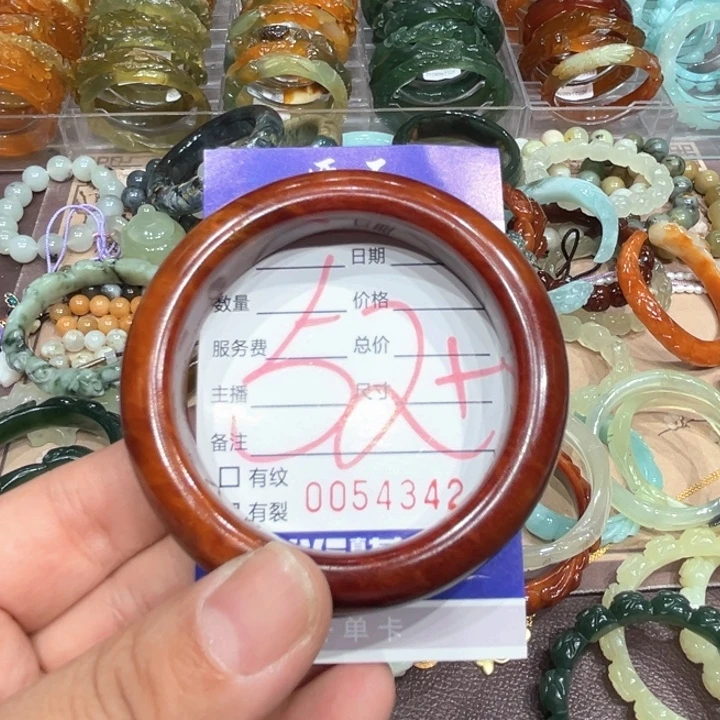 日期
数量 价格
服务费 总价
主播 尺寸
52+
备注
有纹
有裂 0054342
单卡